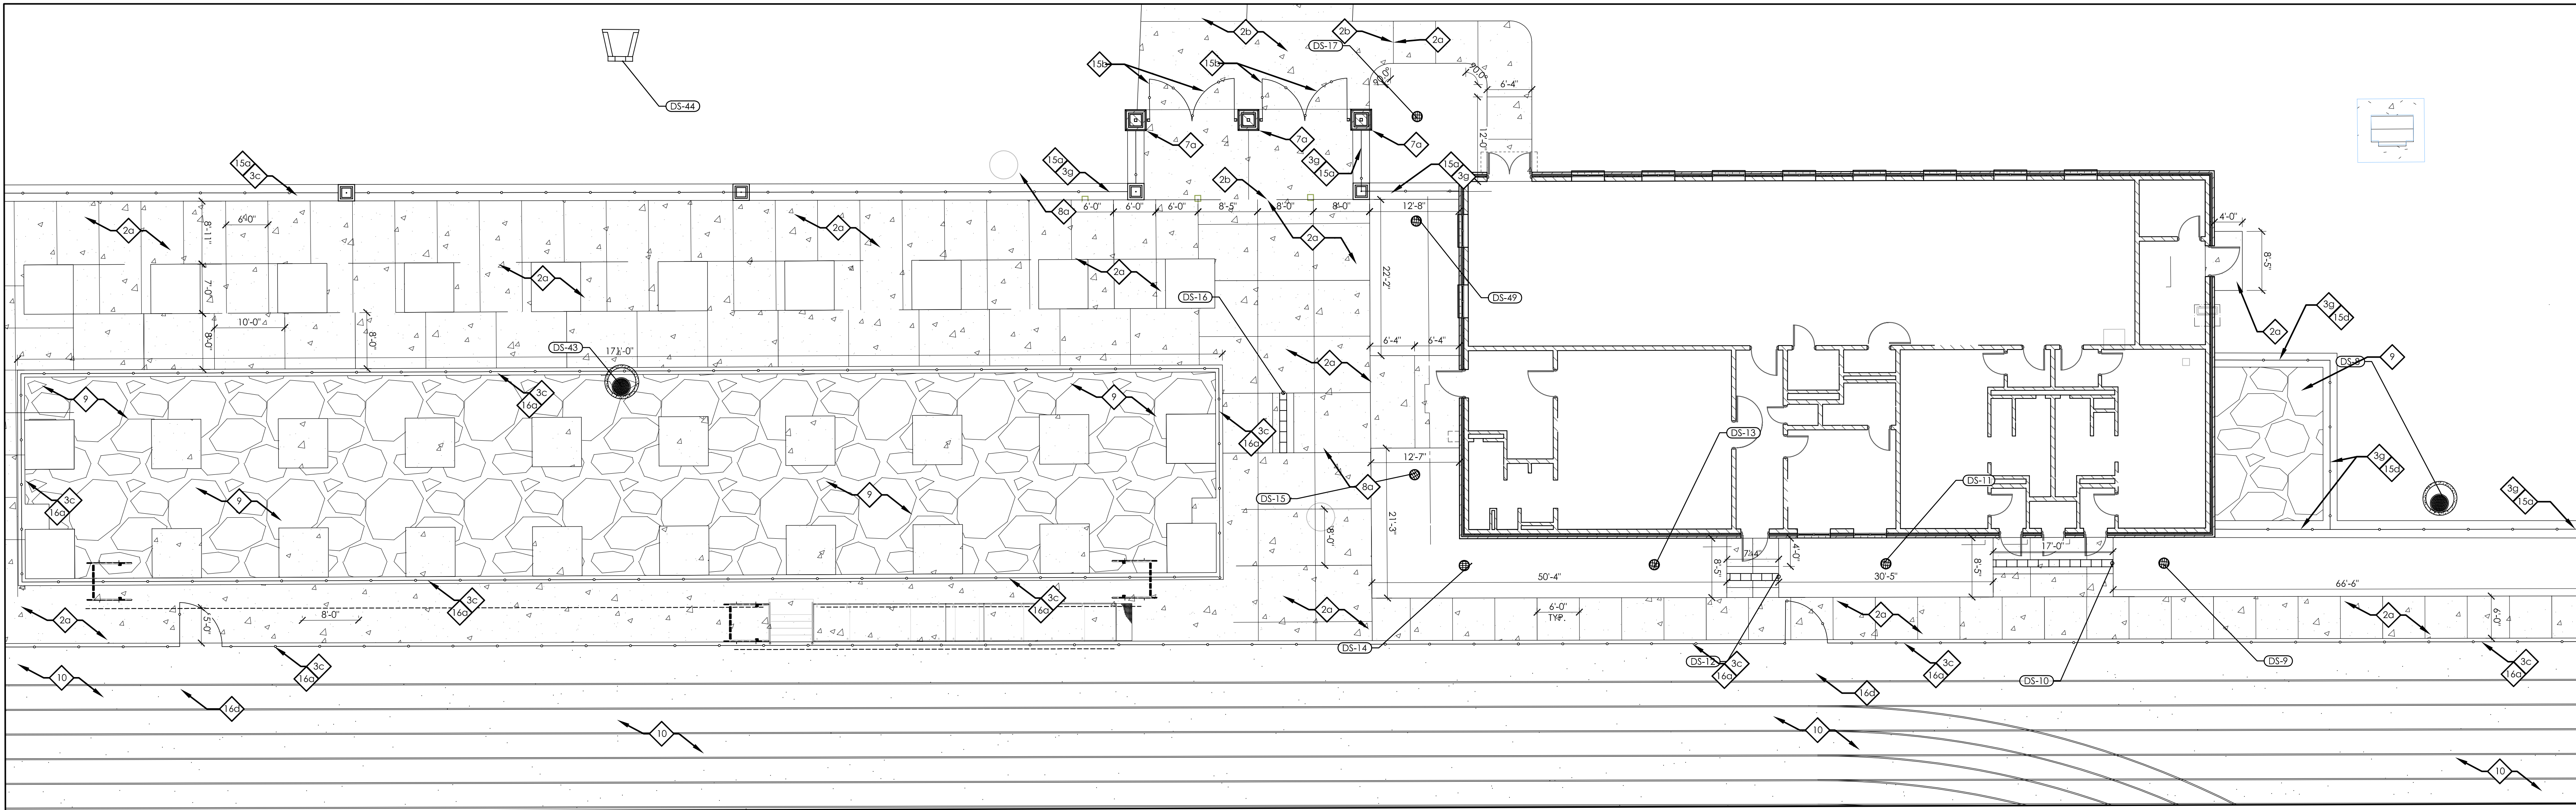 2b
2b
2a
DS-17
15b
15b
90.0°
6'-4"
DS-44
12'-0"
7a
7a
7a
15a
3c
15a
3g
3g
15a
15a
3g
2b
8a
6'-0"
6'-0"
6'-0"
8'-5"
8'-0"
8'-0"
12'-8"
4'-0"
6'-0"
8'-11"
2a
2a
2a
8'-5"
2a
2a
22'-2"
7'-0"
DS-16
DS-49
3g
15d
10'-0"
8'-0"
8'-0"
2a
DS-43
171'-0"
6'-4"
6'-4"
2a
DS-8
9
9
3c
16a
9
3c
16a
DS-13
12'-7"
3g
15d
DS-11
8a
3c
16a
9
9
DS-15
3g
15a
21'-3"
8'-0"
17'-0"
7'-4"
4'-0"
8'-5"
8'-5"
50'-4"
30'-5"
66'-6"
3c
16a
3c
16a
2a
5'-0"
8'-0"
2a
6'-0"
TYP.
2a
2a
6'-0"
DS-14
DS-12
3c
16a
3c
16a
DS-9
3c
16a
3c
16a
10
DS-10
16d
16d
10
10
10